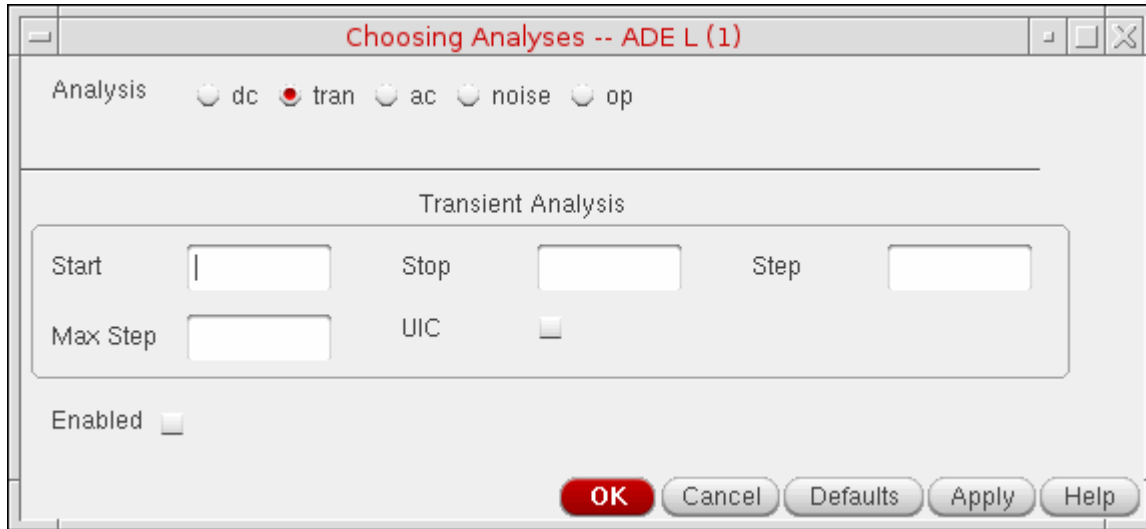 Choosing Analyses -- ADE L (1)
Analysis dc tran ac noise op
Transient Analysis
Start Stop Step
Max Step UIC
Enabled
OK Cancel Defaults Apply Help